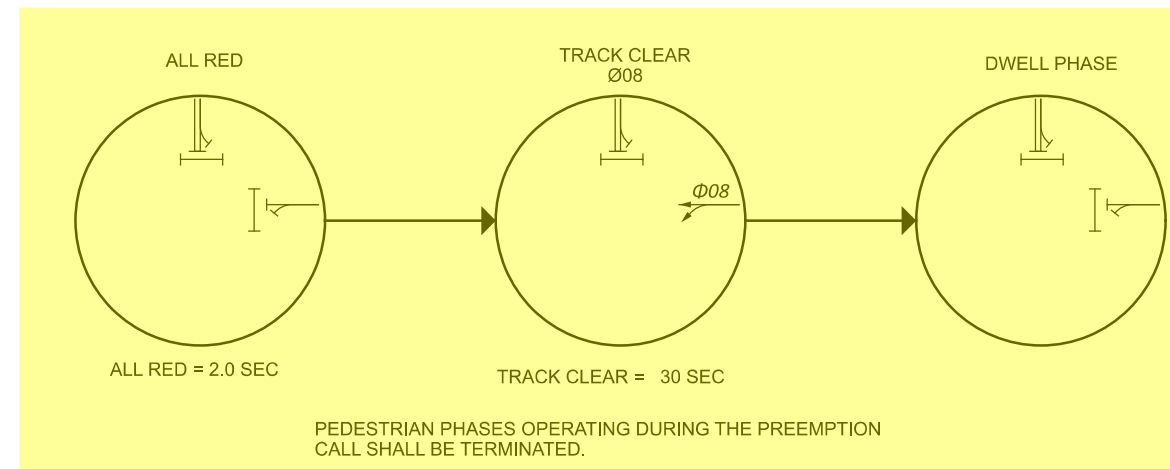 ALL RED
TRACK CLEAR
Ø08
DWELL PHASE
Φ08
ALL RED = 2.0 SEC
TRACK CLEAR = 30 SEC
PEDESTRIAN PHASES OPERATING DURING THE PREEMPTION
CALL SHALL BE TERMINATED.